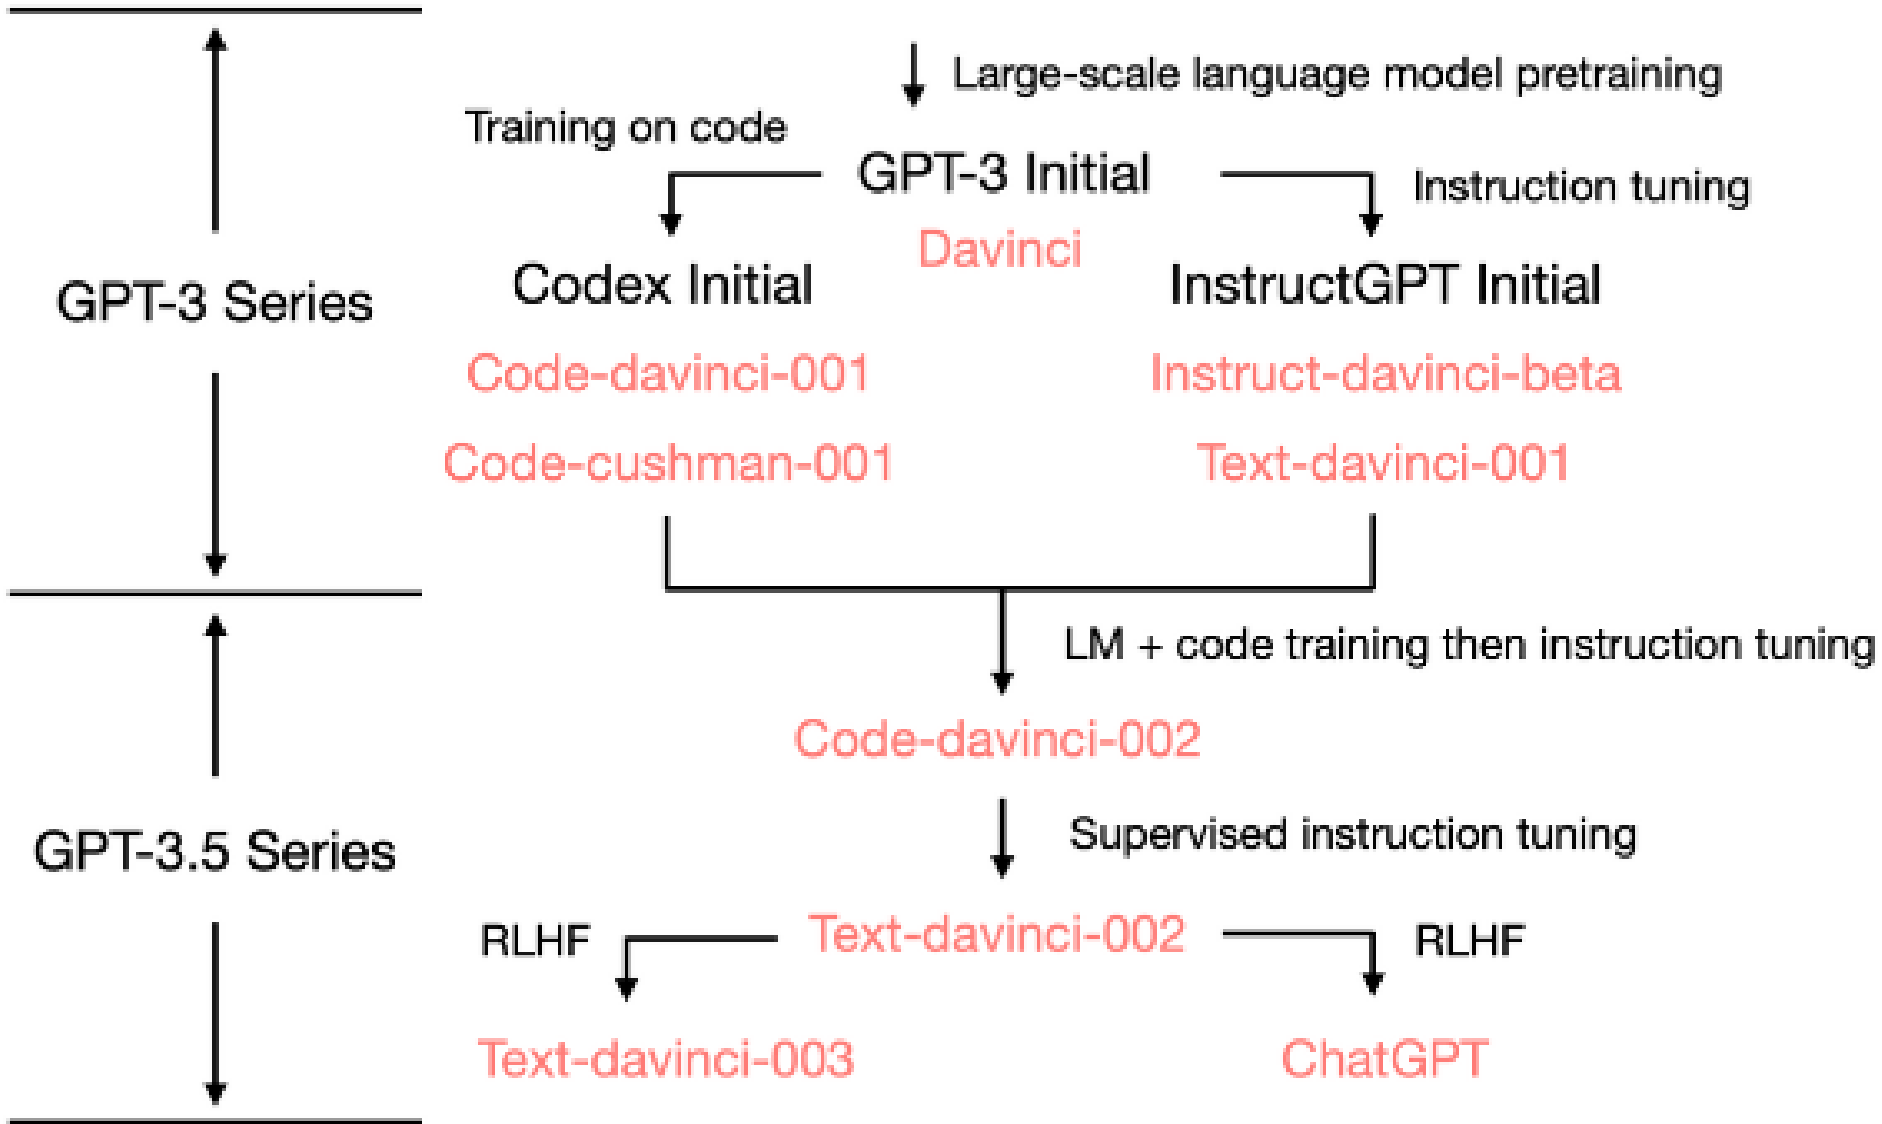 Large-scale language model pretraining
Training on code
GPT-3 Initial
Instruction tuning
Davinci
GPT-3 Series
Codex Initial
InstructGPT Initial
Code-davinci-001
Instruct-davinci-beta
Code-cushman-001
Text-davinci-001
LM + code training then instruction tuning
Code-davinci-002
GPT-3.5 Series
Supervised instruction tuning
RLHF
Text-davinci-002
RLHF
Text-davinci-003
ChatGPT